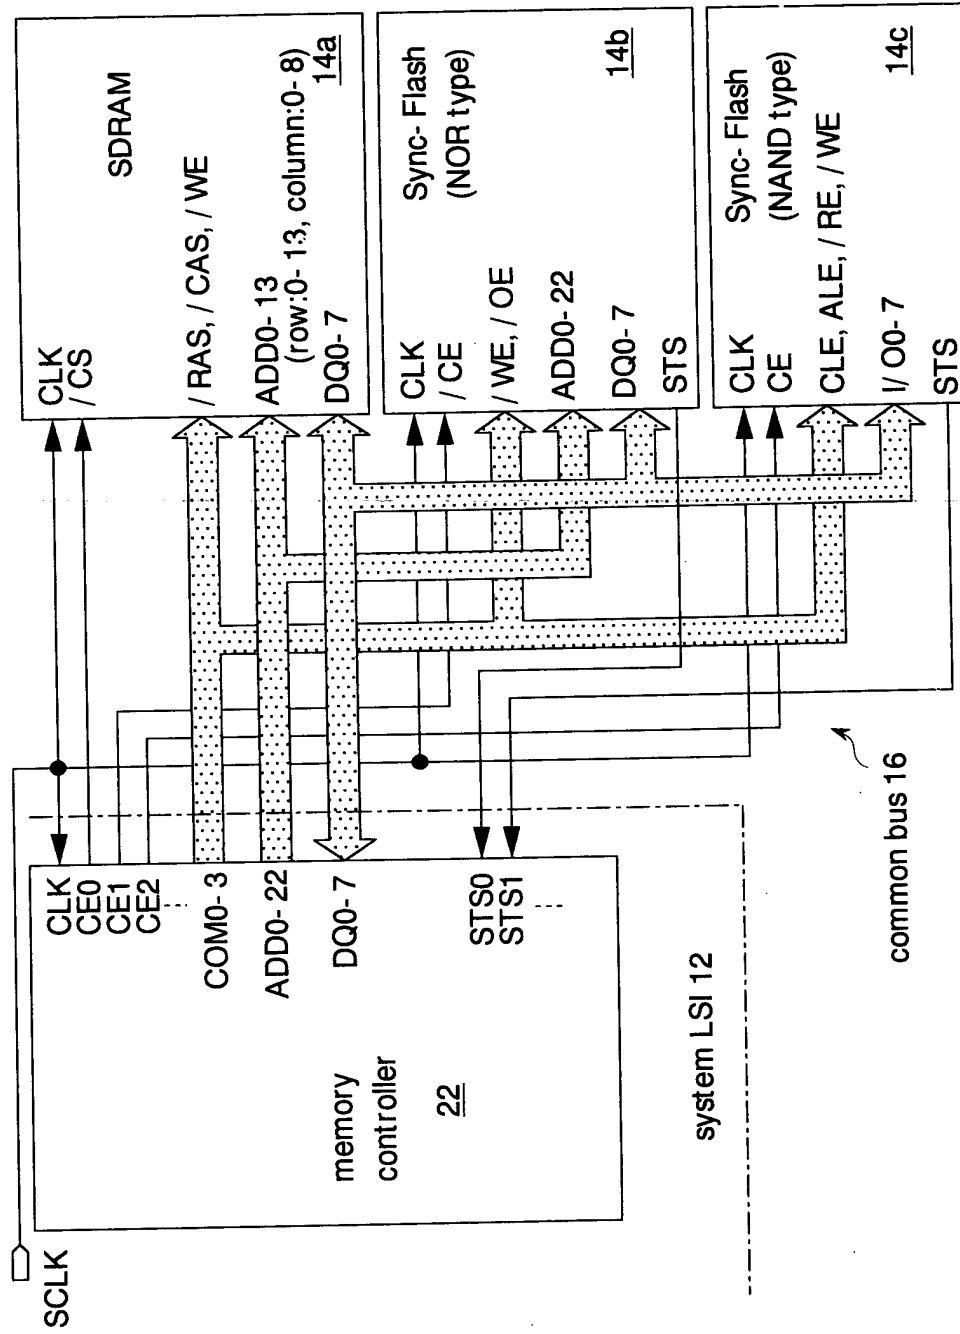 SCLK
memory
controller
22
CLK
CE0
CE1
CE2
COM0-3
ADD0-22
DQ0-7
STS0
STS1
system LSI 12
common bus 16
SDRAM
14a
CLK
/CS
/RAS, /CAS, /WE
ADD0-13
(row:0-13, column:0-8)
DQ0-7
Sync-Flash
(NOR type)
14b
CLK
/CE
/WE, /OE
ADD0-22
DQ0-7
STS
Sync-Flash
(NAND type)
14c
CLK
CE
CLE, ALE, /RE, /WE
I/O0-7
STS